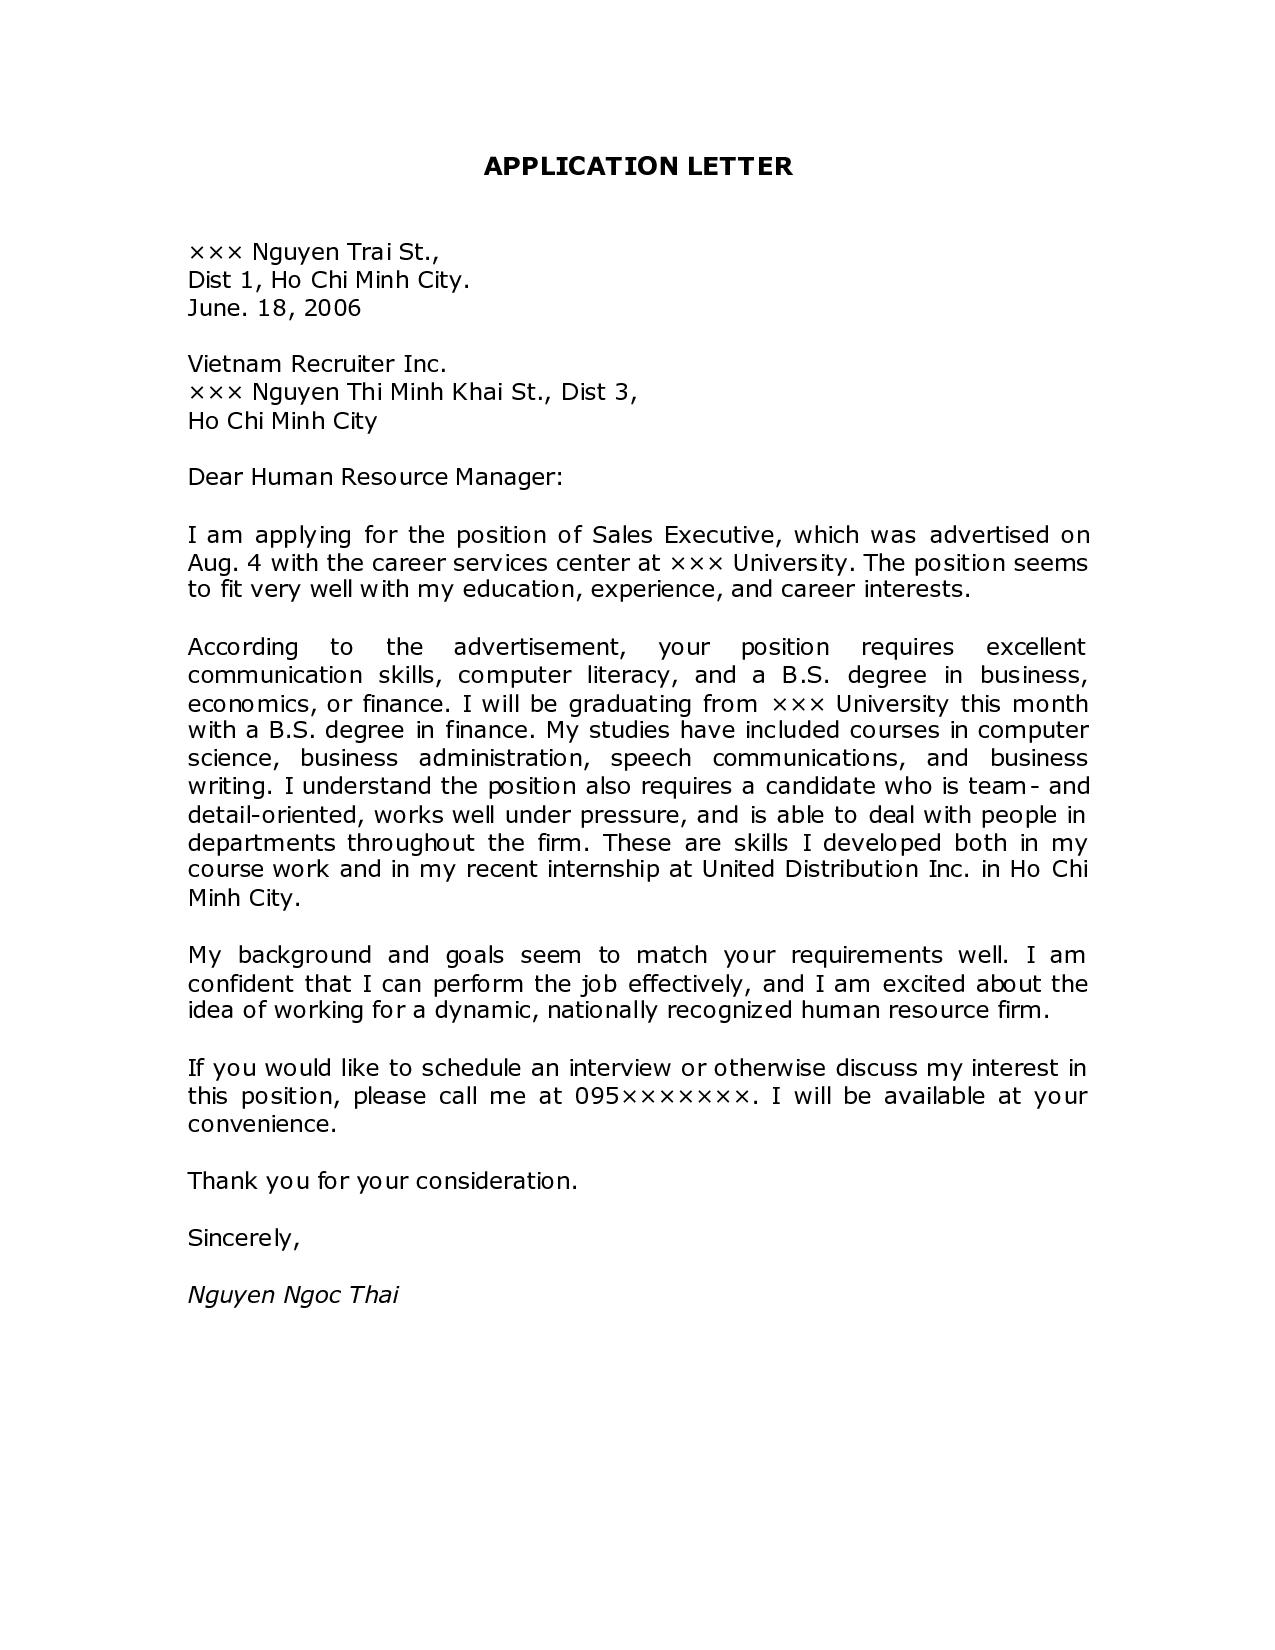 APPLICATION LETTER
××× Nguyen Trai St.,
Dist 1, Ho Chi Minh City.
June. 18, 2006
Vietnam Recruiter Inc.
××× Nguyen Thi Minh Khai St., Dist 3,
Ho Chi Minh City
Dear Human Resource Manager:
I am applying for the position of Sales Executive, which was advertised on
Aug. 4 with the career services center at ××× University. The position seems
to fit very well with my education, experience, and career interests.
According to the advertisement, your position requires excellent
communication skills, computer literacy, and a B.S. degree in business,
economics, or finance. I will be graduating from ××× University this month
with a B.S. degree in finance. My studies have included courses in computer
science, business administration, speech communications, and business
writing. I understand the position also requires a candidate who is team- and
detail-oriented, works well under pressure, and is able to deal with people in
departments throughout the firm. These are skills I developed both in my
course work and in my recent internship at United Distribution Inc. in Ho Chi
Minh City.
My background and goals seem to match your requirements well. I am
confident that I can perform the job effectively, and I am excited about the
idea of working for a dynamic, nationally recognized human resource firm.
If you would like to schedule an interview or otherwise discuss my interest in
this position, please call me at 095×××××××. I will be available at your
convenience.
Thank you for your consideration.
Sincerely,
Nguyen Ngoc Thai